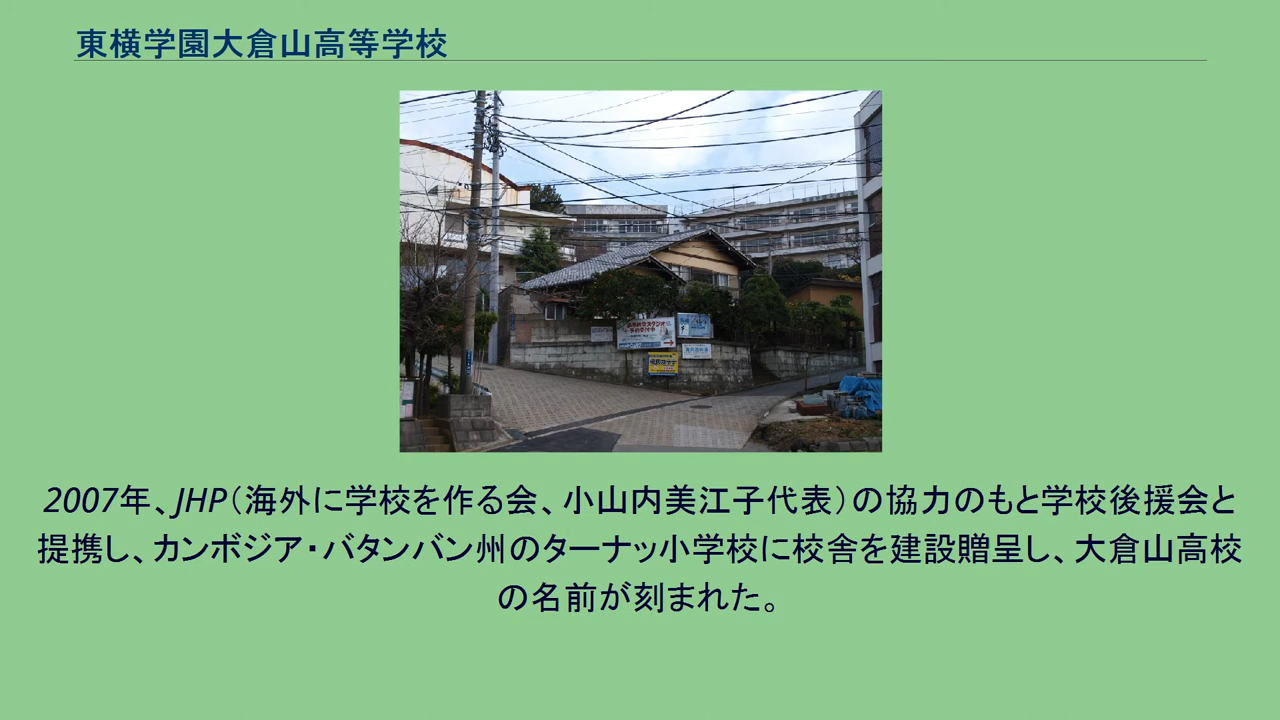 東横学園大倉山高等学校
2007年、JHP（海外に学校を作る会、小山内美江子代表）の協力のもと学校後援会と
提携し、カンボジア・バタンバン州のターナッ小学校に校舎を建設贈呈し、大倉山高校
の名前が刻まれた。